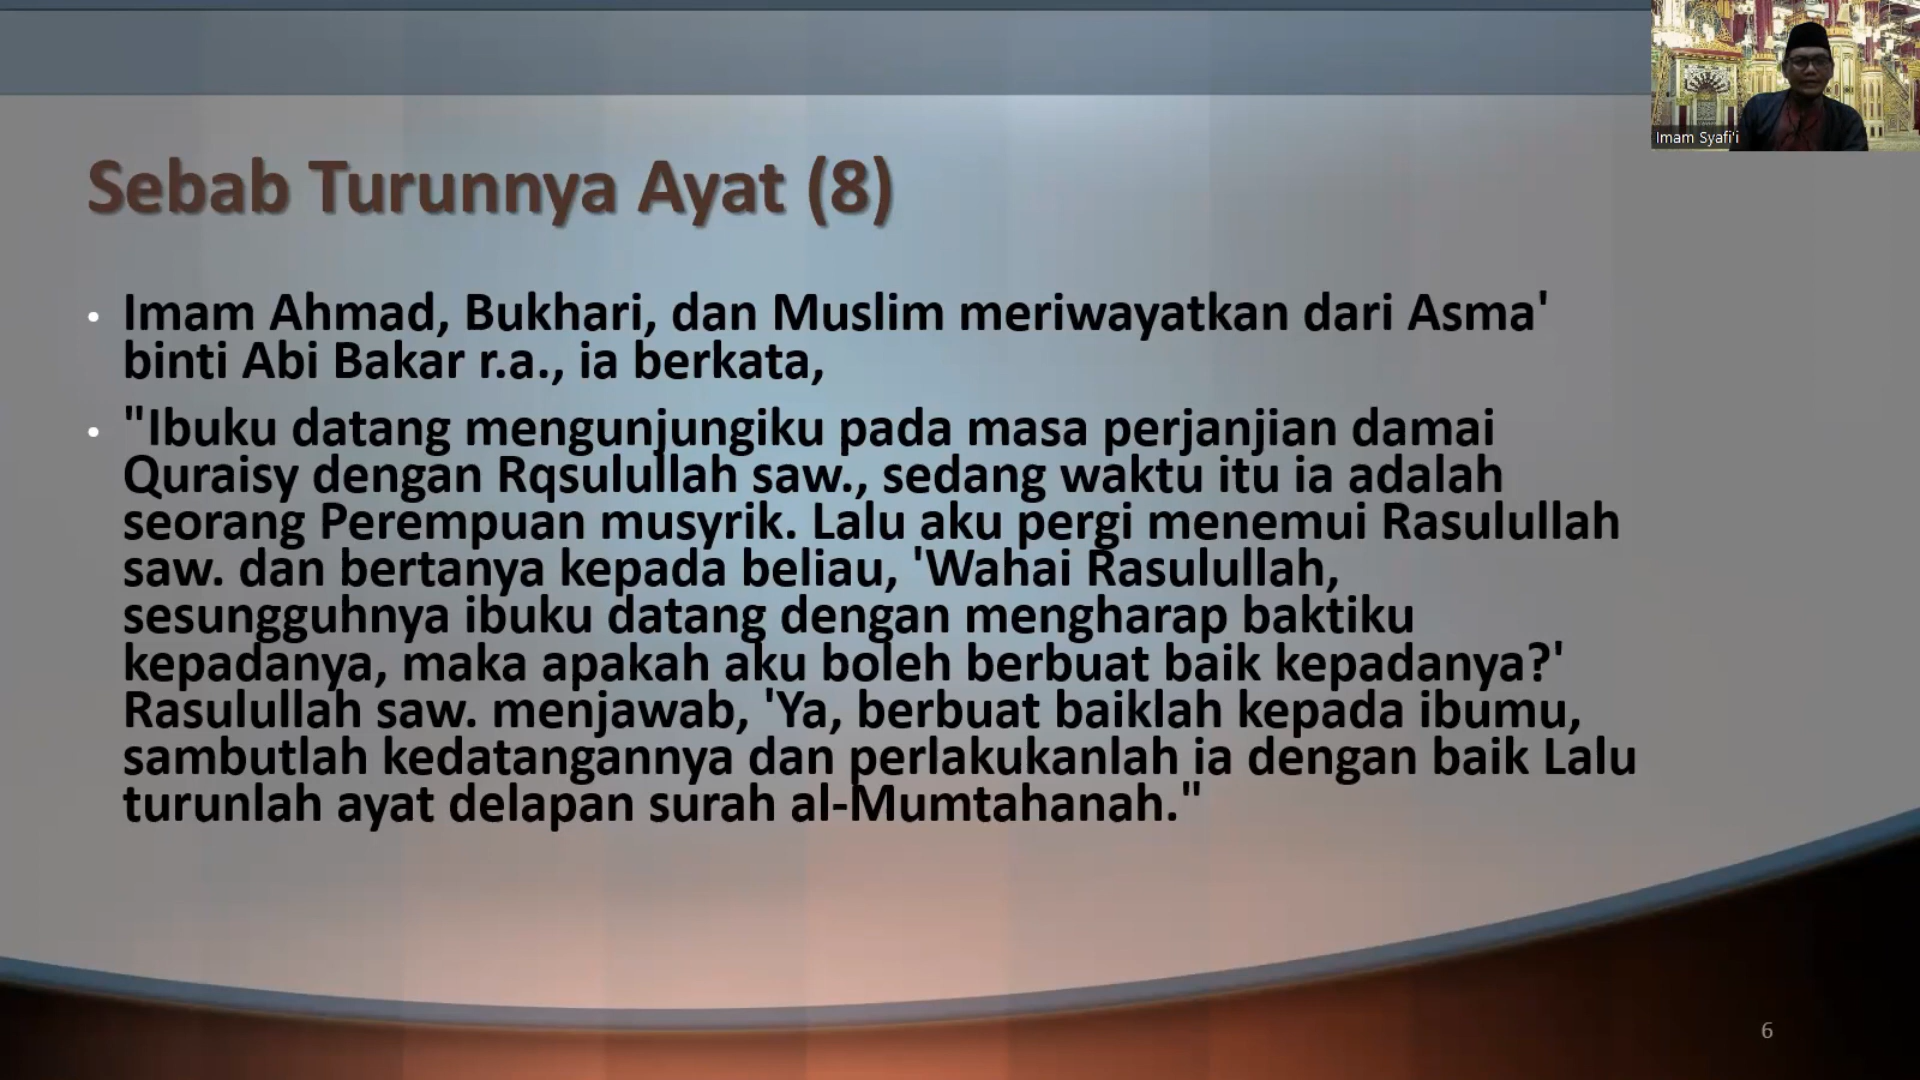 Imam Syafi'i
Sebab Turunnya Ayat (8)
• Imam Ahmad, Bukhari, dan Muslim meriwayatkan dari Asma'
binti Abi Bakar r.a., ia berkata,
• "Ibuku datang mengunjungiku pada masa perjanjian damai
Quraisy dengan Rqsulullah saw., sedang waktu itu ia adalah
seorang Perempuan musyrik. Lalu aku pergi menemui Rasulullah
saw. dan bertanya kepada beliau, 'Wahai Rasulullah,
sesungguhnya ibuku datang dengan mengharap baktiku
kepadanya, maka apakah aku boleh berbuat baik kepadanya?'
Rasulullah saw. menjawab, 'Ya, berbuat baiklah kepada ibumu,
sambutlah kedatangannya dan perlakukanlah ia dengan baik Lalu
turunlah ayat delapan surah al-Mumtahanah."
6